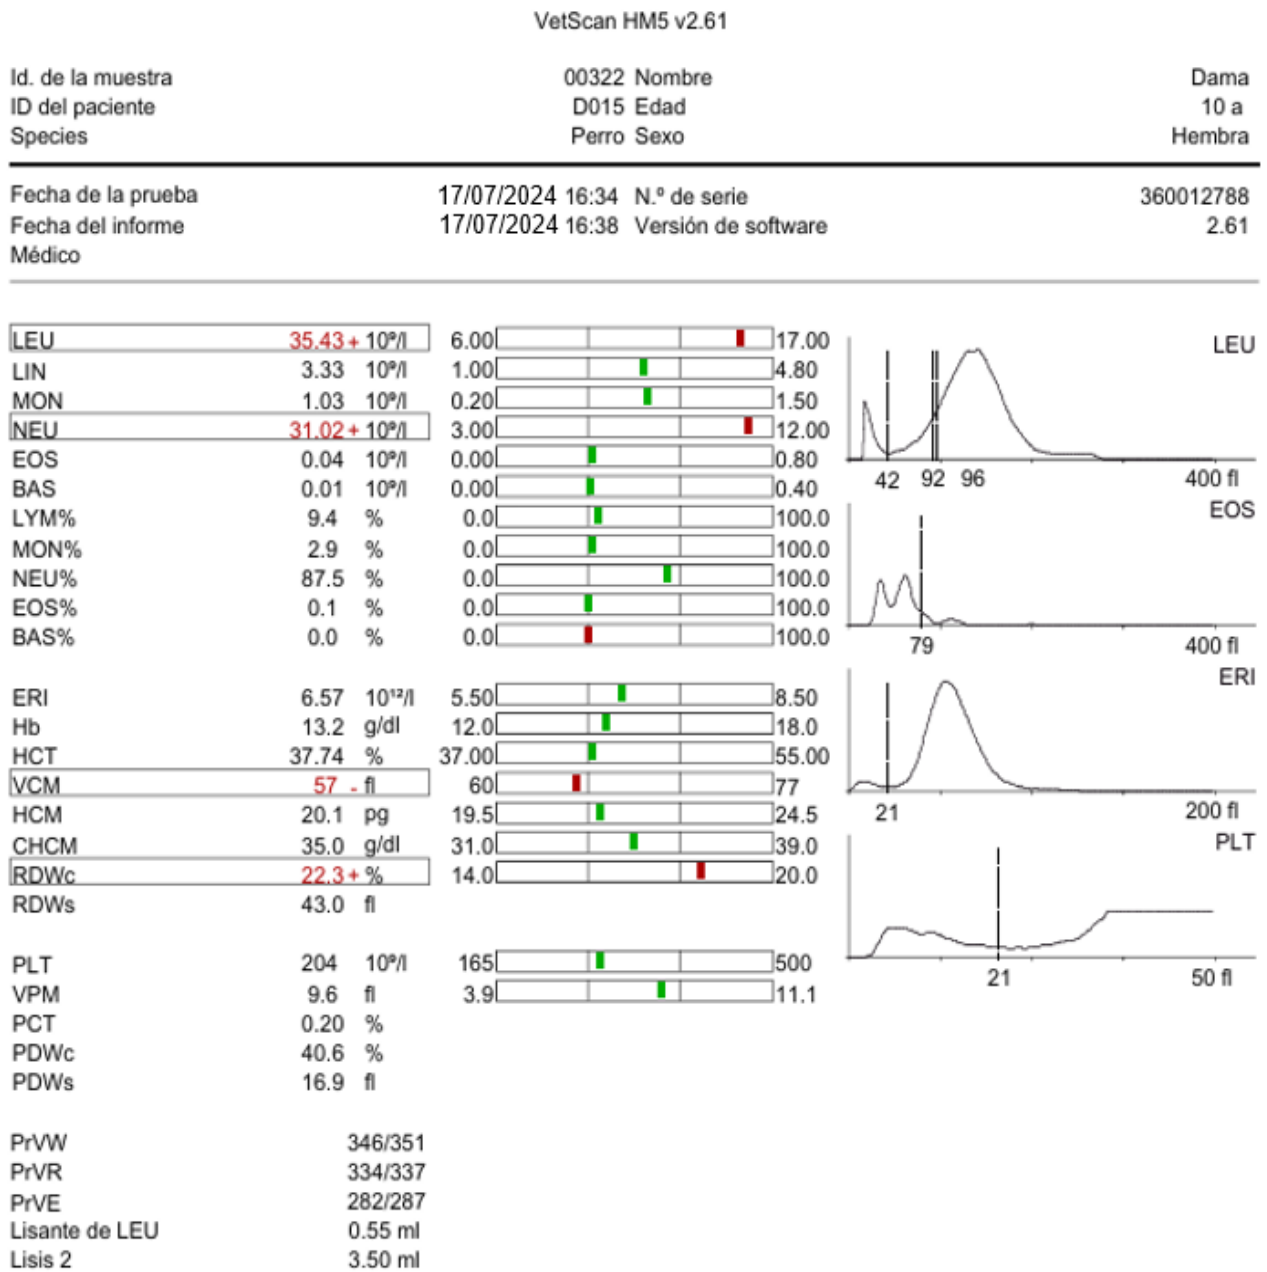 VetScan HM5 v2.61
Id. de la muestra 00322 Nombre Dama
ID del paciente D015 Edad 10 a
Species Perro Sexo Hembra
Fecha de la prueba 17/07/2024 16:34 N.º de serie 360012788
Fecha del informe 17/07/2024 16:38 Versión de software 2.61
Médico
LEU 35.43 + 10⁹/l 6.00 17.00 LEU
LIN 3.33 10⁹/l 1.00 4.80
MON 1.03 10⁹/l 0.20 1.50
NEU 31.02 + 10⁹/l 3.00 12.00
EOS 0.04 10⁹/l 0.00 0.80
42 92 96 400 fl
BAS 0.01 10⁹/l 0.00 0.40 EOS
LYM% 9.4 % 0.0 100.0
MON% 2.9 % 0.0 100.0
NEU% 87.5 % 0.0 100.0
EOS% 0.1 % 0.0 100.0
BAS% 0.0 % 0.0 100.0
79 400 fl
ERI 6.57 10¹²/l 5.50 8.50 ERI
Hb 13.2 g/dl 12.0 18.0
HCT 37.74 % 37.00 55.00
VCM 57 - fl 60 77
HCM 20.1 pg 19.5 24.5 21 200 fl
CHCM 35.0 g/dl 31.0 39.0 PLT
RDWc 22.3 + % 14.0 20.0
RDWs 43.0 fl
PLT 204 10⁹/l 165 500 21 50 fl
VPM 9.6 fl 3.9 11.1
PCT 0.20 %
PDWc 40.6 %
PDWs 16.9 fl
PrVW 346/351
PrVR 334/337
PrVE 282/287
Lisante de LEU 0.55 ml
Lisis 2 3.50 ml